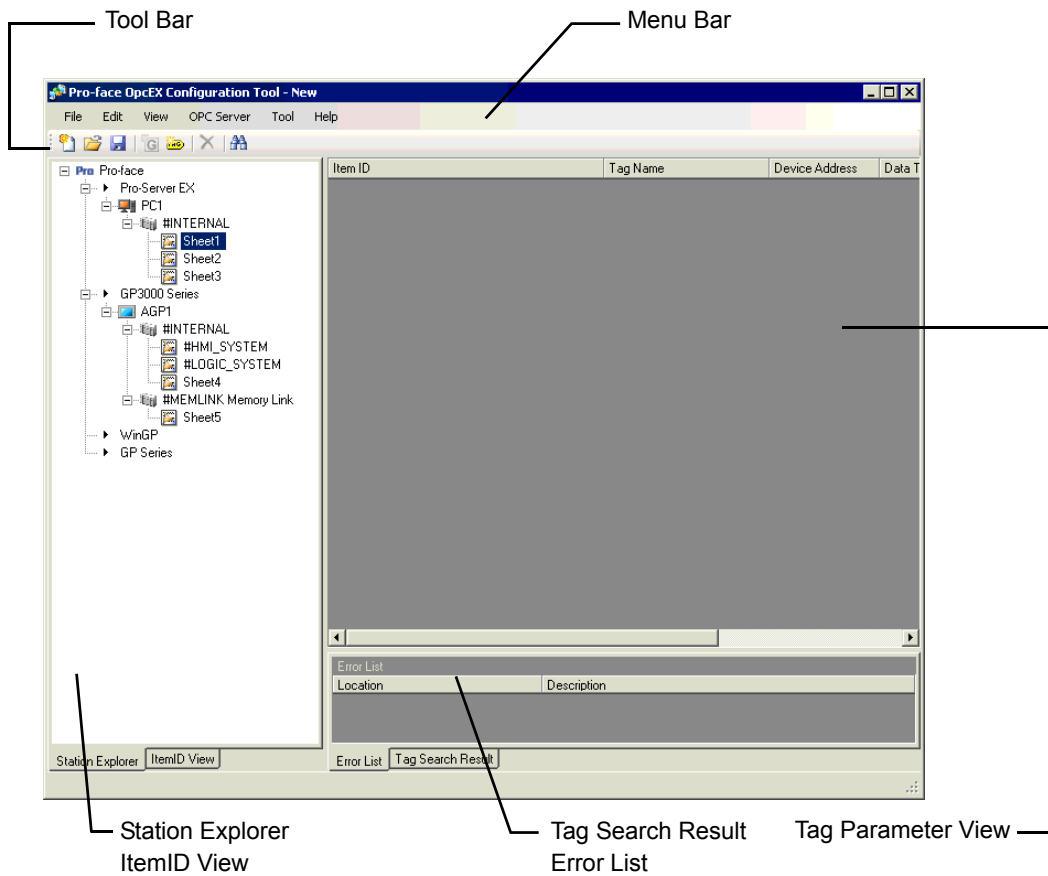 Tool Bar
Menu Bar
Pro-face OpcEX Configuration Tool - New
File Edit View OPC Server Tool Help
Pro Pro-face
Pro-Server EX
PC1
#INTERNAL
Sheet1
Sheet2
Sheet3
GP3000 Series
AGP1
#INTERNAL
#HMI_SYSTEM
#LOGIC_SYSTEM
Sheet4
#MEMLINK Memory Link
Sheet5
WinGP
GP Series
Item ID Tag Name Device Address Data T
Error List
Location Description
Station Explorer ItemID View
Error List Tag Search Result
Station Explorer
ItemID View
Tag Search Result
Error List
Tag Parameter View